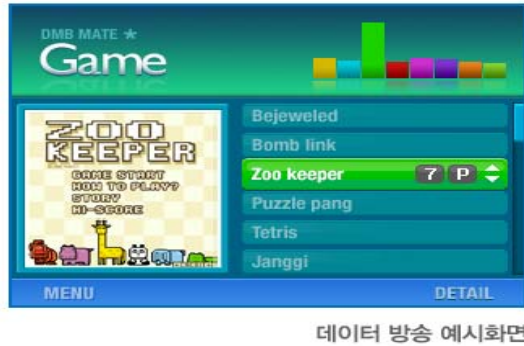 DMB MATE ★
Game
ZOO
KEEPER
GAME START
HOW TO PLAY?
STORY
HI-SCORE
Bejeweled
Bomb link
Zoo keeper 7 P
Puzzle pang
Tetris
Janggi
MENU
DETAIL
데이터 방송 예시화면